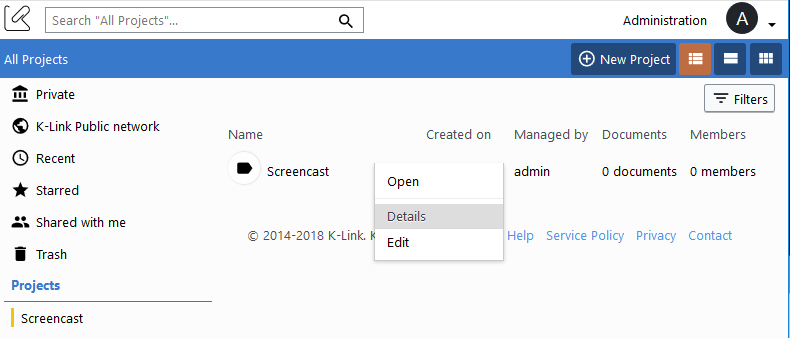 Search "All Projects"...
Administration
A
All Projects
New Project
Private
K-Link Public network
Recent
Starred
Shared with me
Trash
Projects
Screencast
Filters
Name Created on Managed by Documents Members
Screencast admin 0 documents 0 members
Open
Details
Edit
© 2014-2018 K-Link. Help Service Policy Privacy Contact